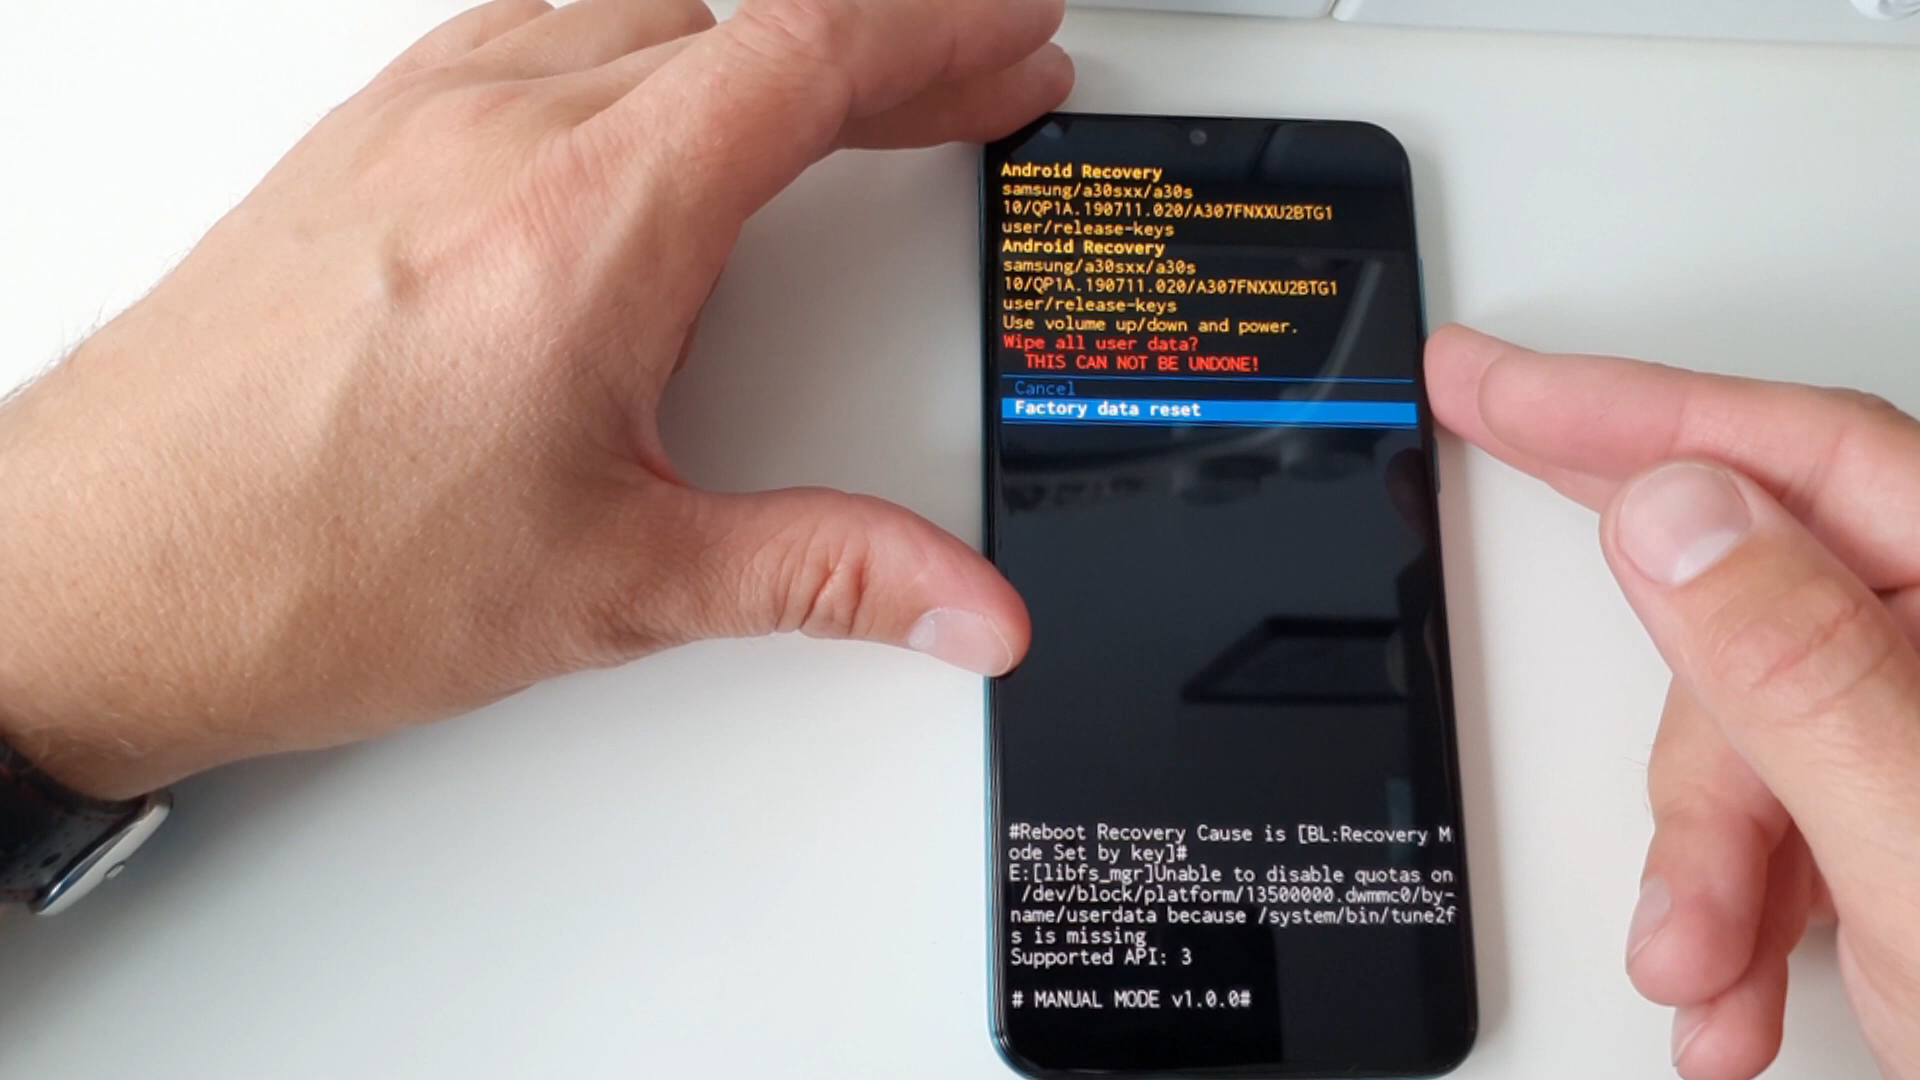 Android Recovery
samsung/a30sxx/a30s
10/QP1A.190711.020/A307FNXXU2BTG1
user/release-keys
Android Recovery
samsung/a30sxx/a30s
10/QP1A.190711.020/A307FNXXU2BTG1
user/release-keys
Use volume up/down and power.
Wipe all user data?
THIS CAN NOT BE UNDONE!
Cancel
Factory data reset
#Reboot Recovery Cause is [BL:Recovery M
ode Set by key]#
E:[libfs_mgr]Unable to disable quotas on
/dev/block/platform/13500000.dwmmc0/by-
name/userdata because /system/bin/tune2f
s is missing
Supported API: 3
# MANUAL MODE v1.0.0#